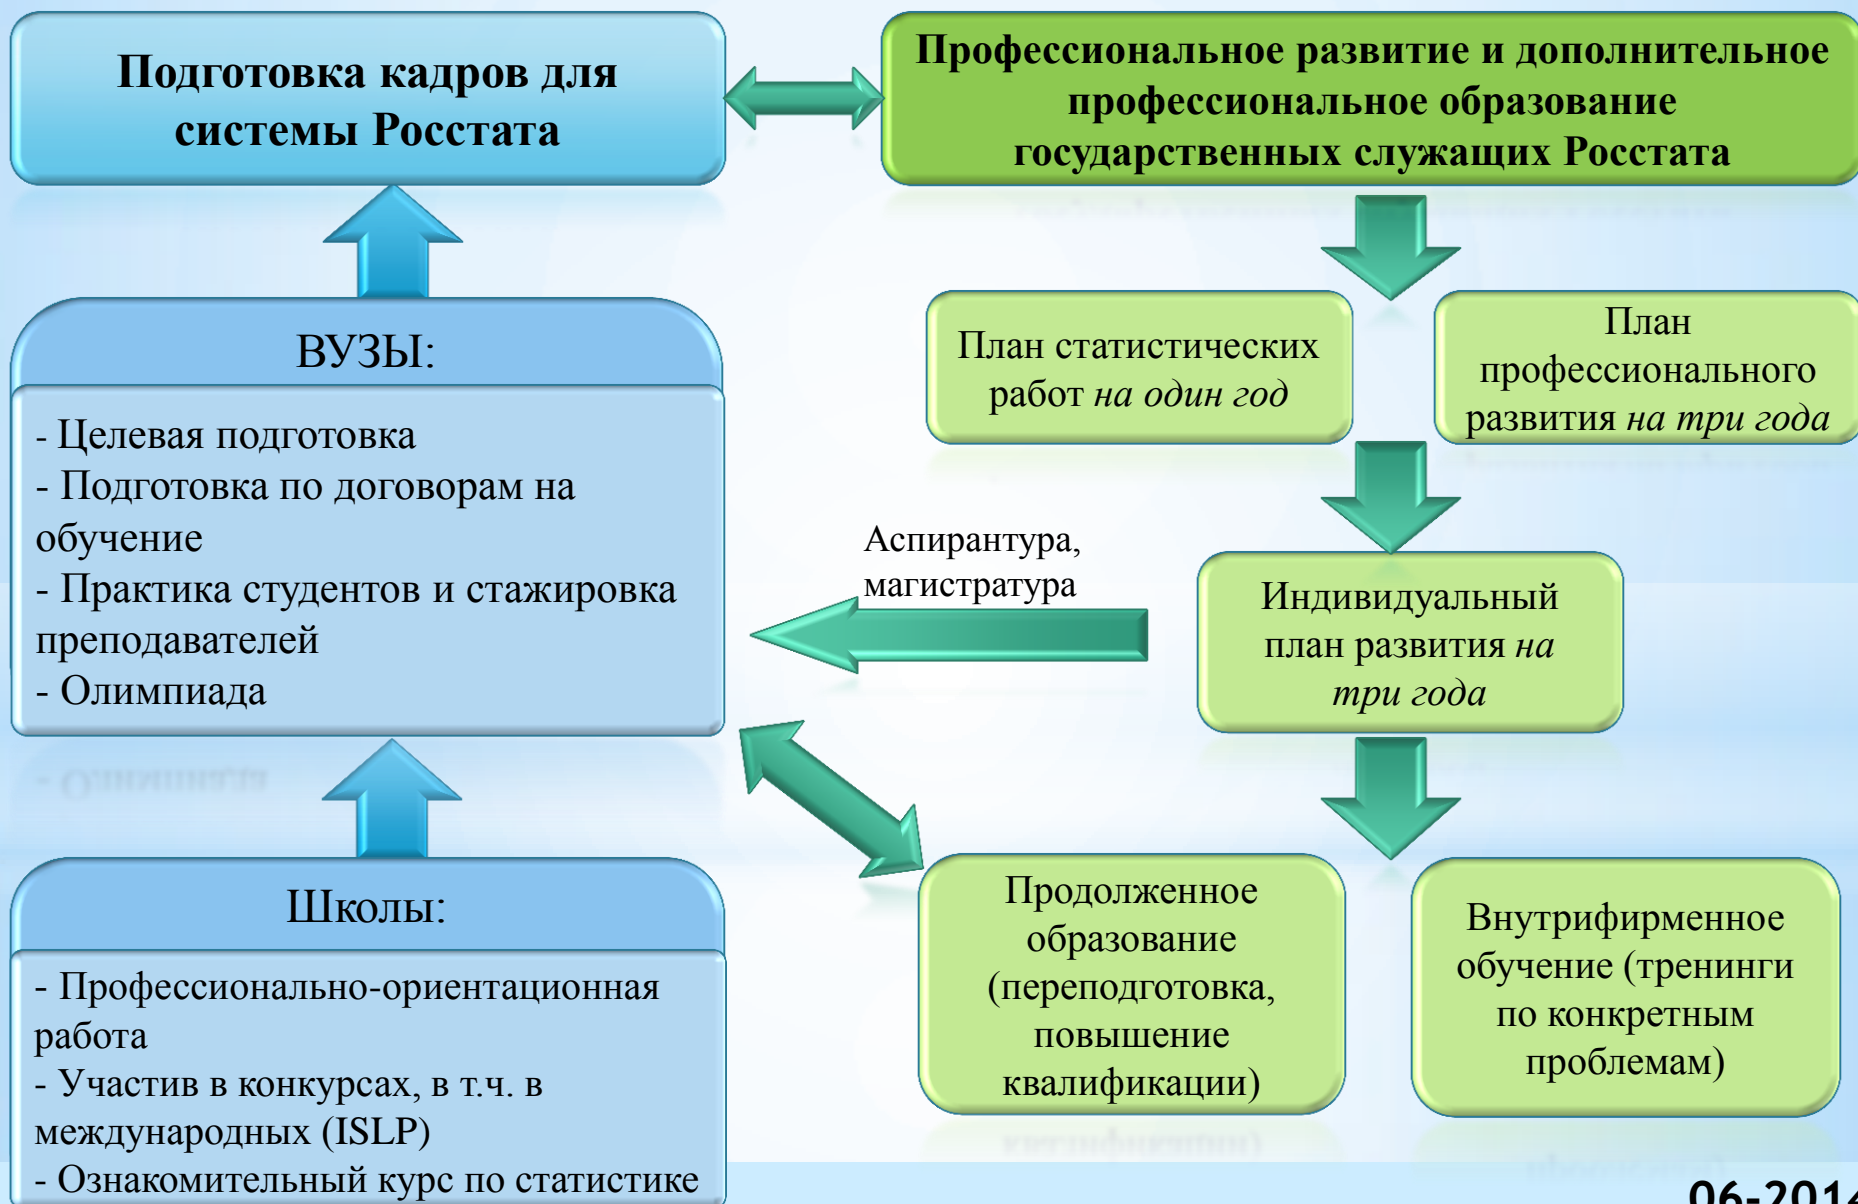 Подготовка кадров для
системы Росстата
Профессиональное развитие и дополнительное
профессиональное образование
государственных служащих Росстата
ВУЗЫ:
- Целевая подготовка
- Подготовка по договорам на
обучение
- Практика студентов и стажировка
преподавателей
- Олимпиада
Школы:
- Профессионально-ориентационная
работа
- Участив в конкурсах, в т.ч. в
международных (ISLP)
- Ознакомительный курс по статистике
План статистических
работ на один год
План
профессионального
развития на три года
Аспирантура,
магистратура
Индивидуальный
план развития на
три года
Продолженное
образование
(переподготовка,
повышение
квалификации)
Внутрифирменное
обучение (тренинги
по конкретным
проблемам)